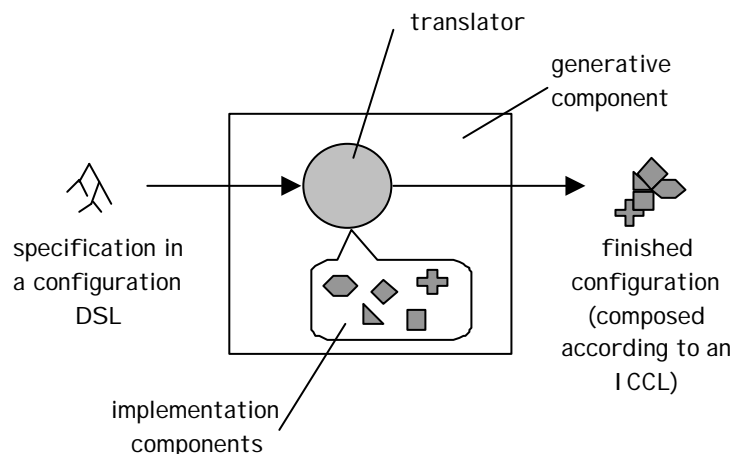 translator
generative
component
specification in
a configuration
DSL
finished
configuration
(composed
according to an
ICCL)
implementation
components